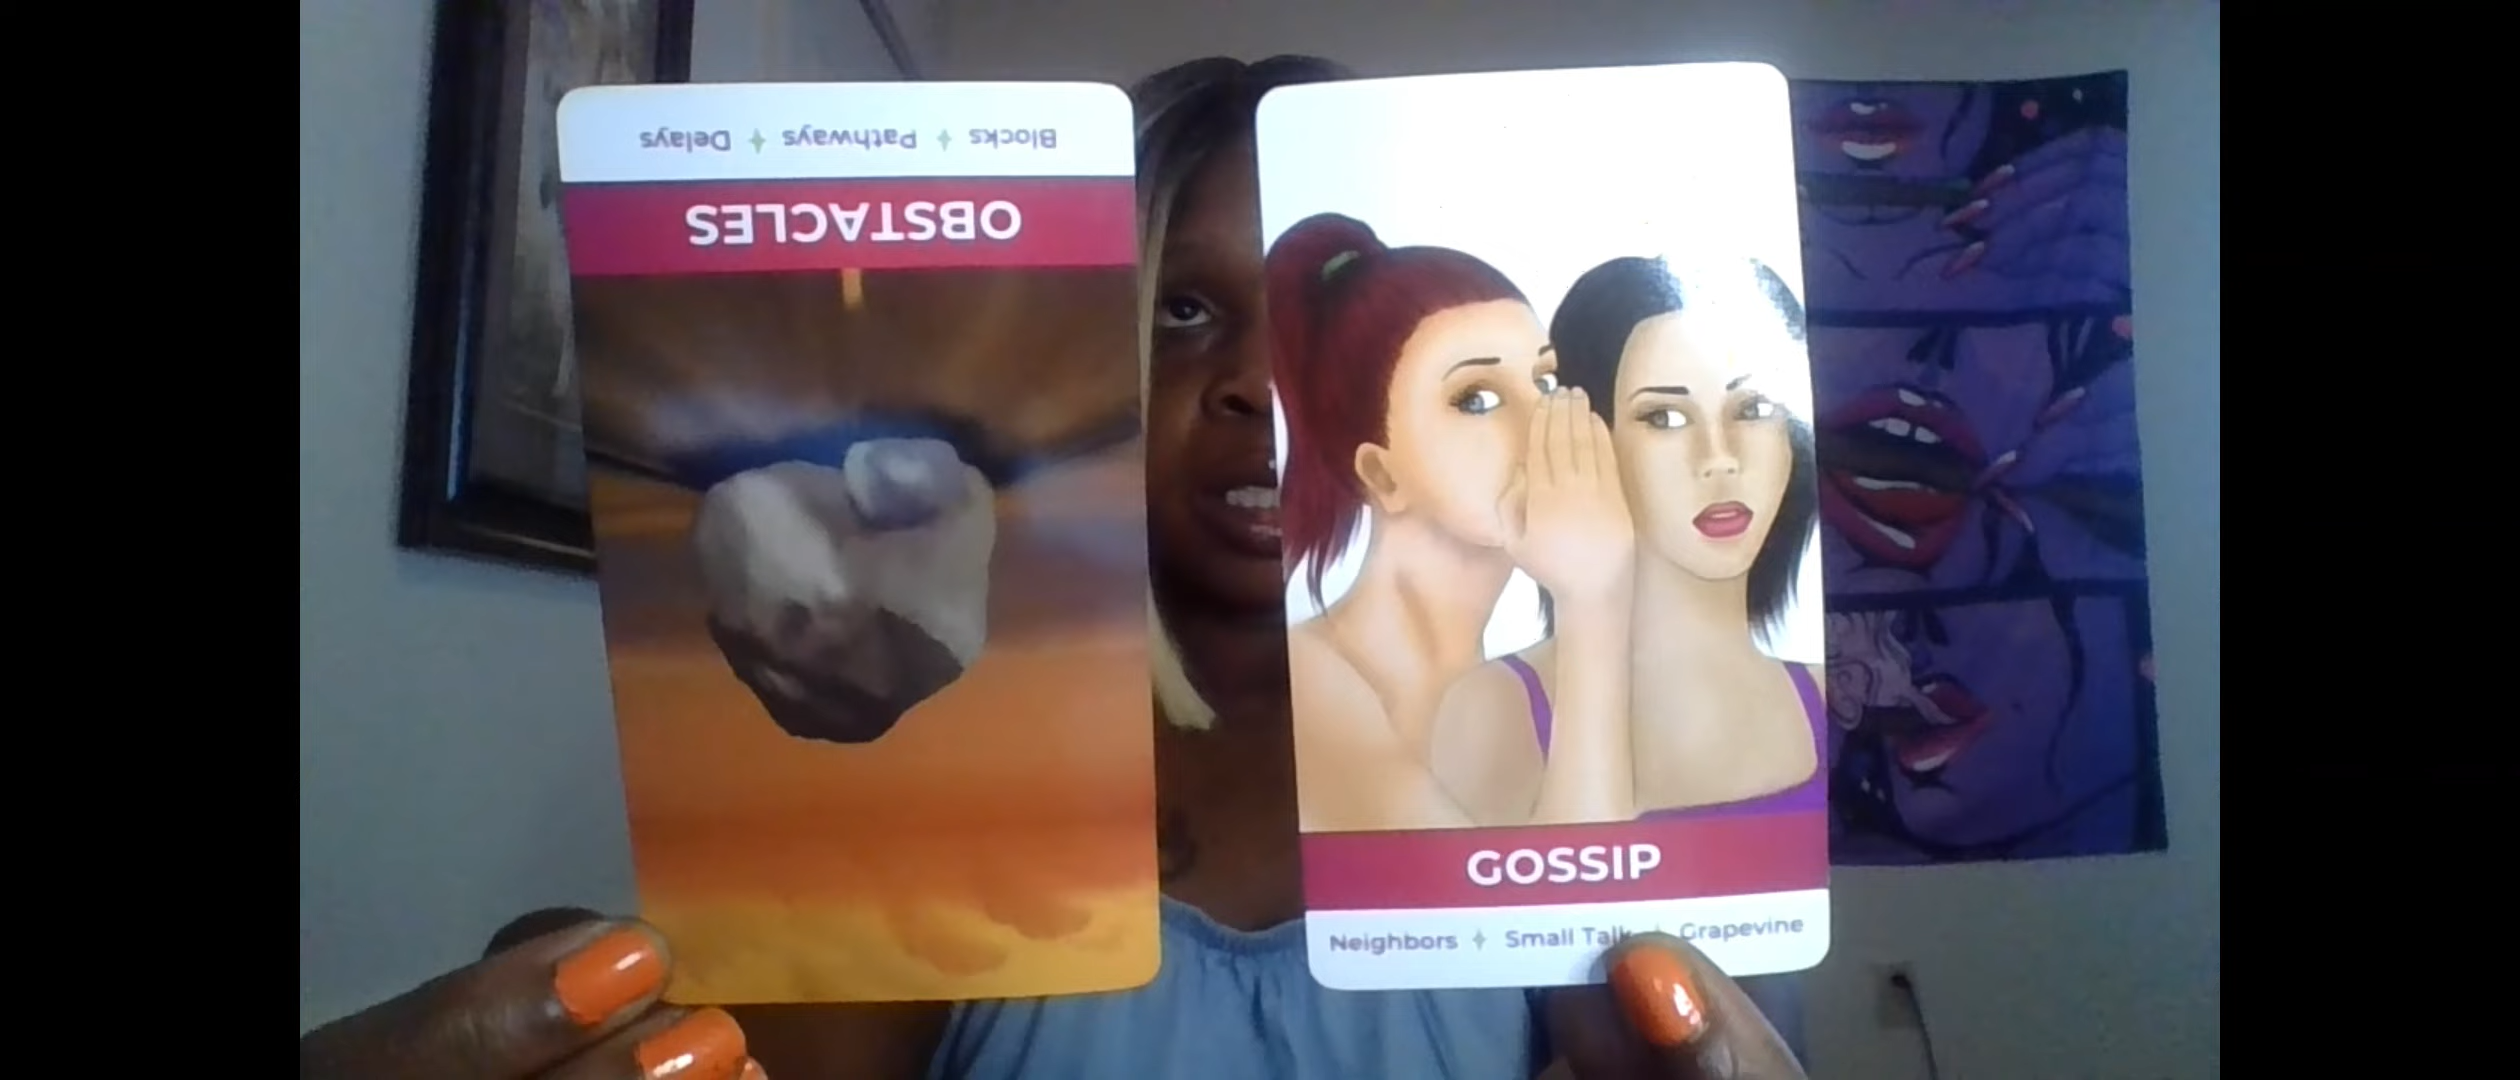 Blocks + Pathways + Delays
OBSTACLES
GOSSIP
Neighbors + Small Talk + Grapevine